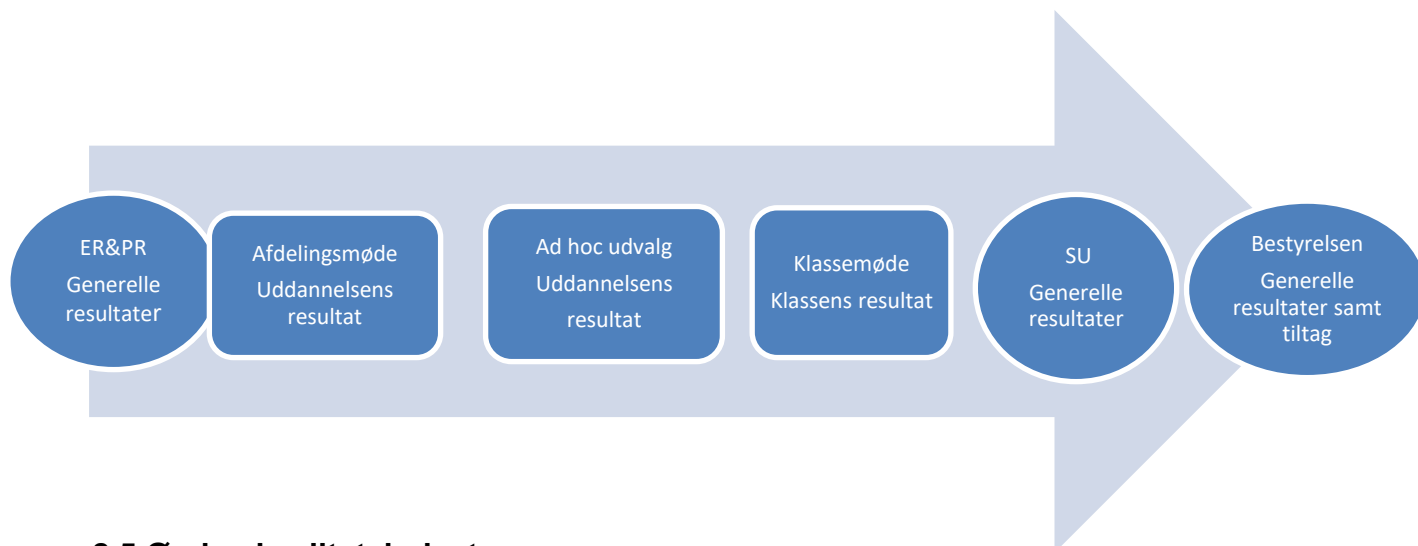 ER&PR
Generelle
resultater
Afdelingsmøde
Uddannelsens
resultat
Ad hoc udvalg
Uddannelsens
resultat
Klassemøde
Klassens resultat
SU
Generelle
resultater
Bestyrelsen
Generelle
resultater samt
tiltag